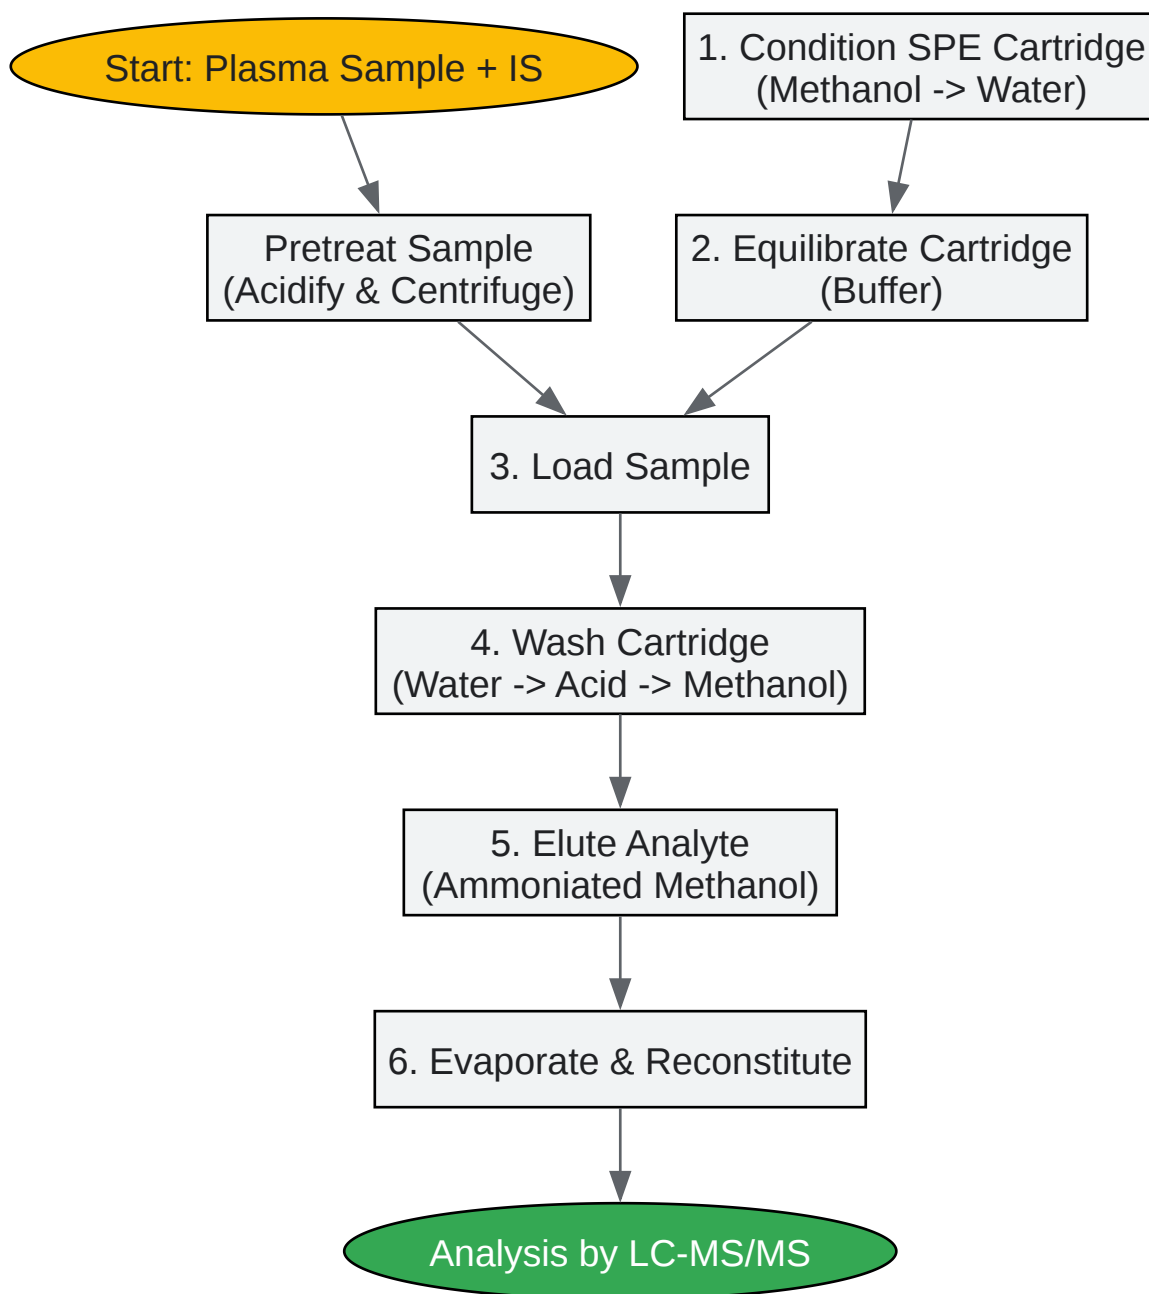 Start: Plasma Sample + IS
1. Condition SPE Cartridge
(Methanol -> Water)
Pretreat Sample
(Acidify & Centrifuge)
2. Equilibrate Cartridge
(Buffer)
3. Load Sample
4. Wash Cartridge
(Water -> Acid -> Methanol)
5. Elute Analyte
(Ammoniated Methanol)
6. Evaporate & Reconstitute
Analysis by LC-MS/MS